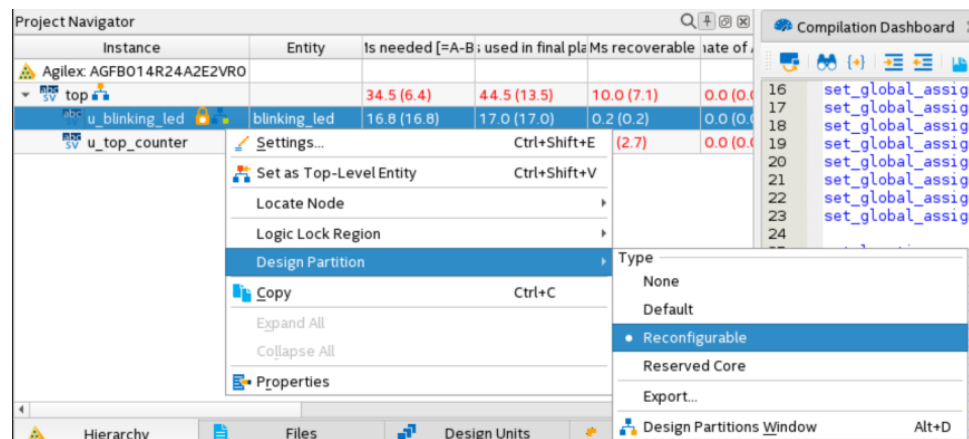 Project Navigator
Compilation Dashboard
Instance Entity 1s needed [=A-B s used in final pla Ms recoverable ıate of
Agilex: AGFB014R24A2E2VR0
top 34.5 (6.4) 44.5 (13.5) 10.0 (7.1) 0.0 (0.0
u_blinking_led blinking_led 16.8 (16.8) 17.0 (17.0) 0.2 (0.2) 0.0 (0.0
u_top_counter (2.7) 0.0 (0.0
Settings... Ctrl+Shift+E
Set as Top-Level Entity Ctrl+Shift+V
Locate Node
Logic Lock Region
Design Partition
Copy Ctrl+C
Expand All
Collapse All
Properties
Type
None
Default
Reconfigurable
Reserved Core
Export...
Design Partitions Window Alt+D
16 set_global_assig
17 set_global_assig
18 set_global_assig
19 set_global_assig
20 set_global_assig
21 set_global_assig
22 set_global_assig
23 set_global_assig
24
Hierarchy Files Design Units